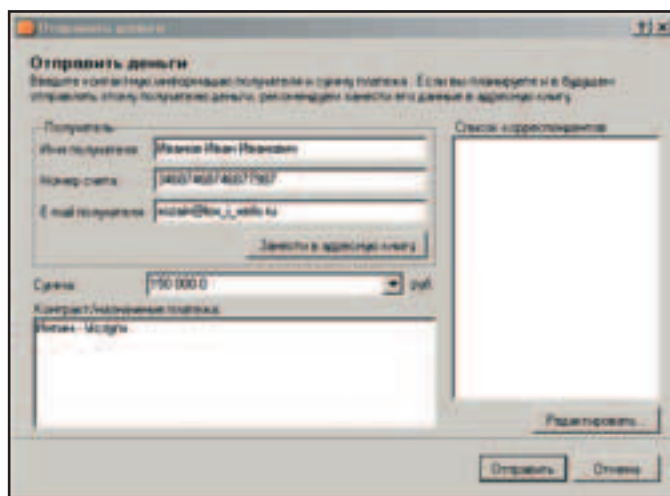 Отправить деньги
Отправить деньги
Введите контактную информацию получателя и сумму платежа. Если вы планируете и в будущем
отправлять этому получателю деньги, рекомендуем занести его данные в адресную книгу.
Получатель
Имя получателя
Иванов Иван Иванович
Номер счета
E-mail получателя
Занести в адресную книгу
Сумма
150 000.0
руб.
Контракт/назначение платежа
Список корреспондентов
Редактировать...
Отправить
Отмена